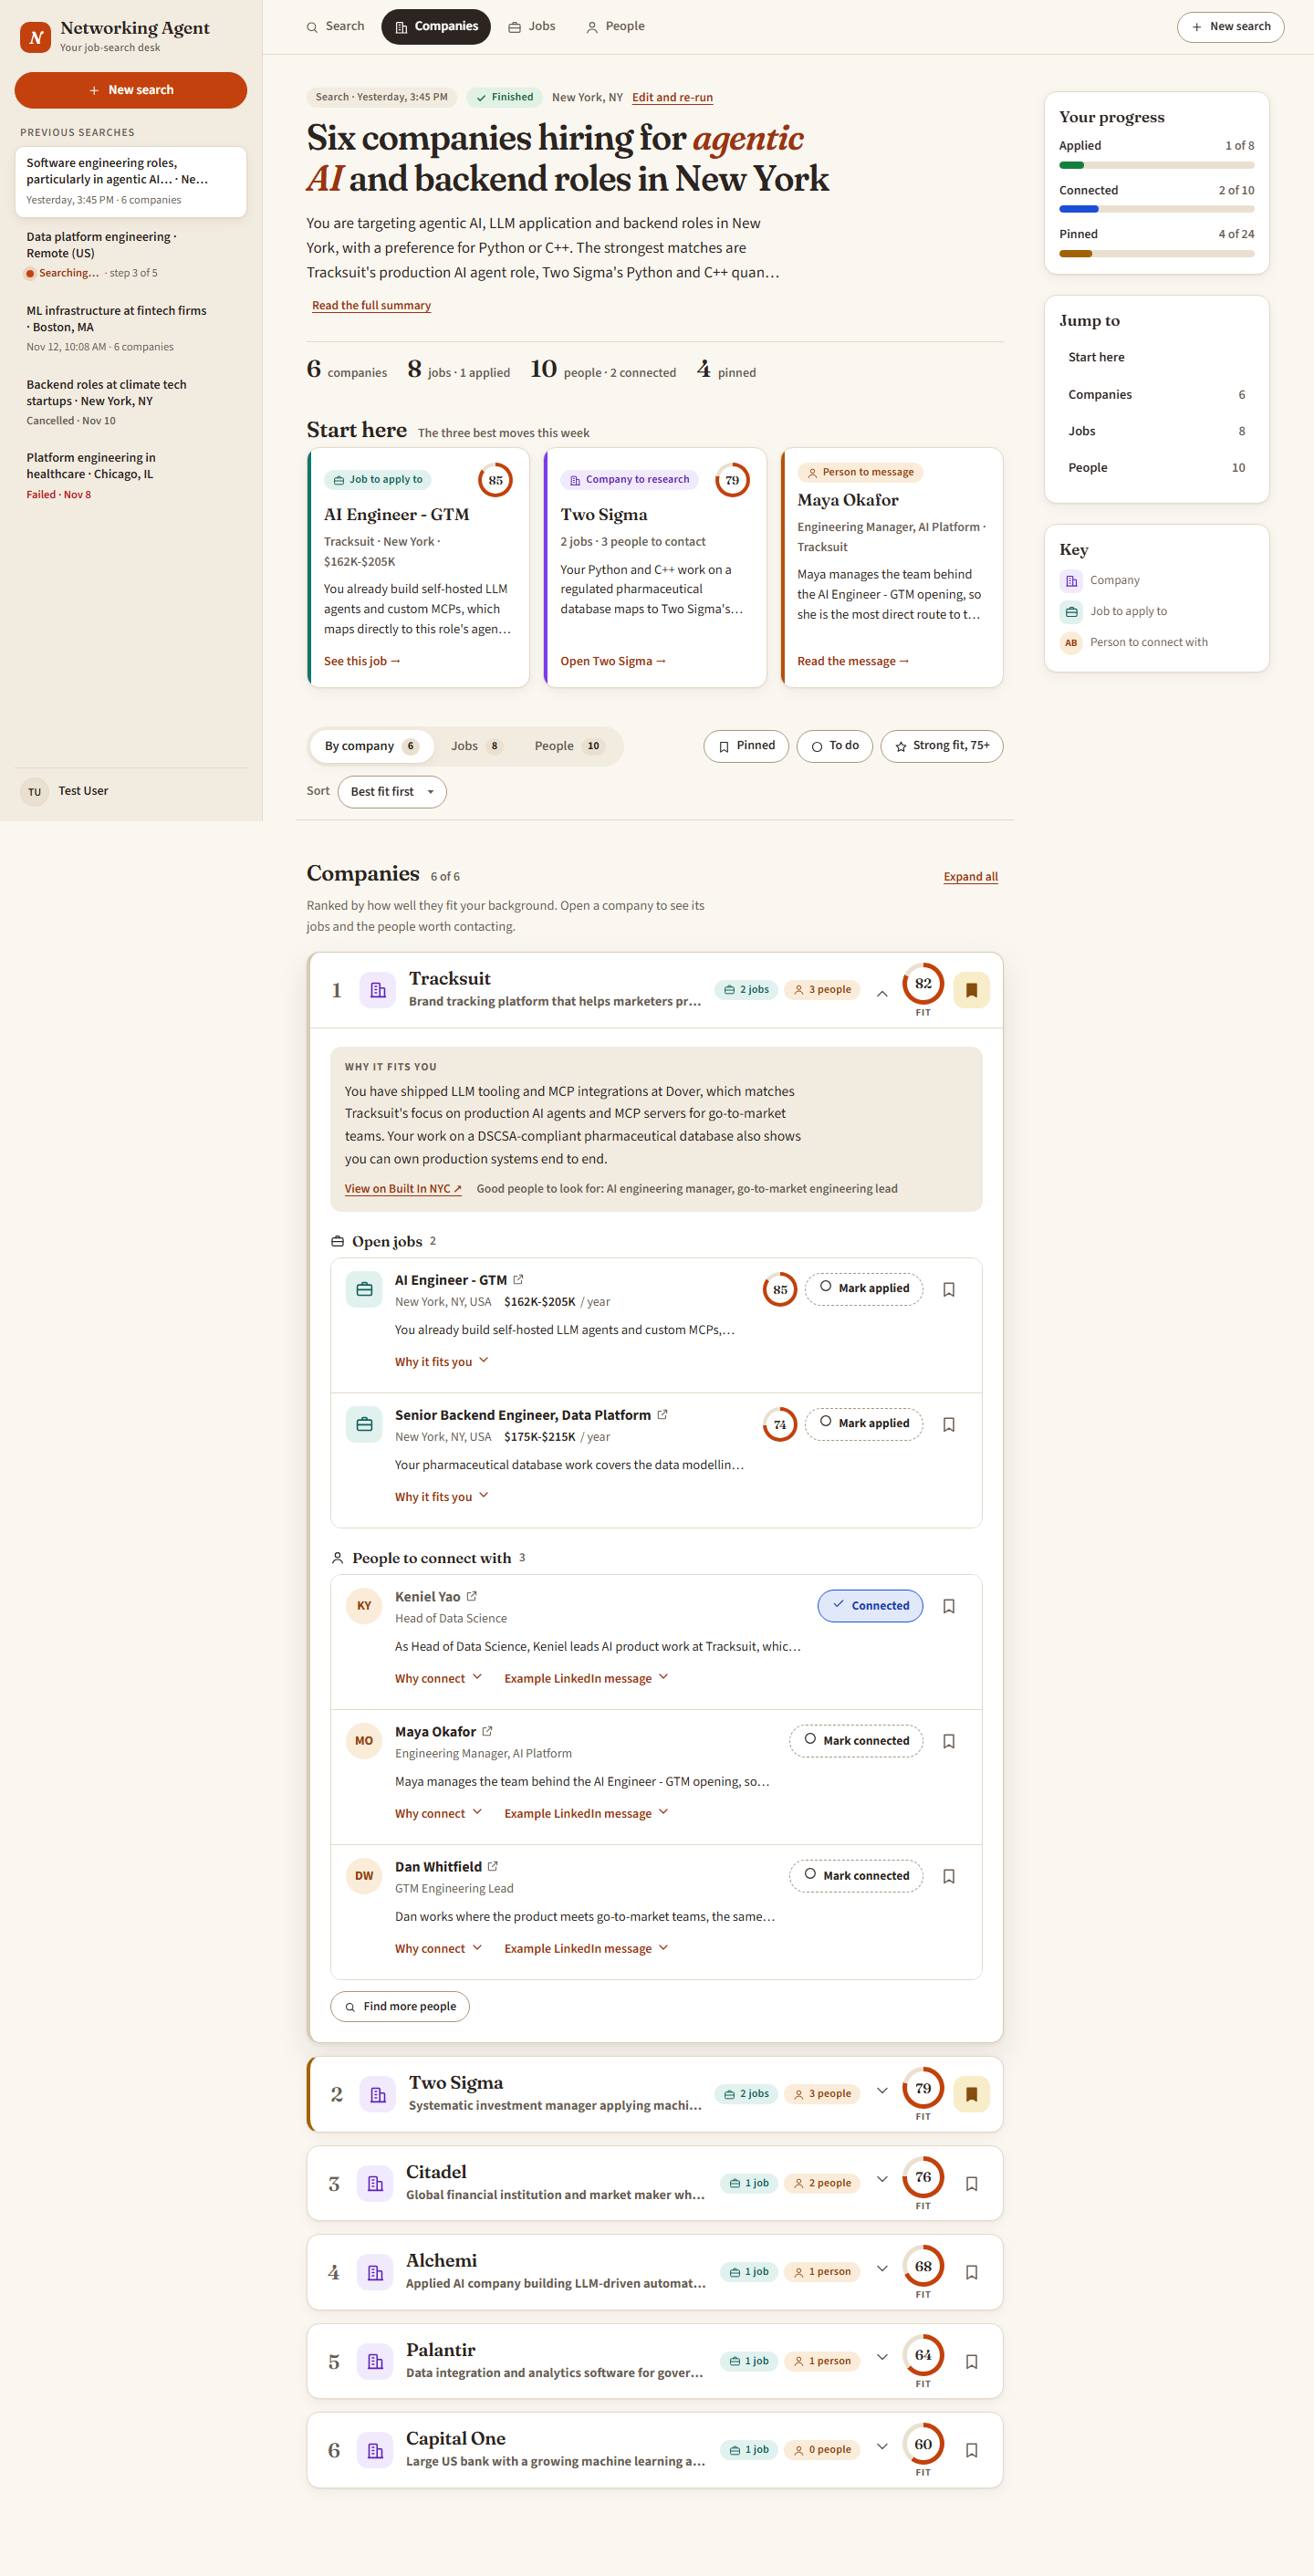 N
Networking Agent
Your job-search desk
+ New search
PREVIOUS SEARCHES
Software engineering roles,
particularly in agentic AI… · Ne…
Yesterday, 3:45 PM · 6 companies
Data platform engineering ·
Remote (US)
Searching… · step 3 of 5
ML infrastructure at fintech firms
· Boston, MA
Nov 12, 10:08 AM · 6 companies
Backend roles at climate tech
startups · New York, NY
Cancelled · Nov 10
Platform engineering in
healthcare · Chicago, IL
Failed · Nov 8
TU Test User
Search Companies Jobs People
+ New search
Search · Yesterday, 3:45 PM Finished New York, NY Edit and re-run
Six companies hiring for agentic
AI and backend roles in New York
You are targeting agentic AI, LLM application and backend roles in New
York, with a preference for Python or C++. The strongest matches are
Tracksuit's production AI agent role, Two Sigma's Python and C++ quan…
Read the full summary
6 companies 8 jobs · 1 applied 10 people · 2 connected 4 pinned
Start here The three best moves this week
Job to apply to 85
AI Engineer - GTM
Tracksuit · New York ·
$162K-$205K
You already build self-hosted LLM
agents and custom MCPs, which
maps directly to this role's agen…
See this job →
Company to research 79
Two Sigma
2 jobs · 3 people to contact
Your Python and C++ work on a
regulated pharmaceutical
database maps to Two Sigma's…
Open Two Sigma →
Person to message
Maya Okafor
Engineering Manager, AI Platform ·
Tracksuit
Maya manages the team behind
the AI Engineer - GTM opening, so
she is the most direct route to t…
Read the message →
Your progress
Applied 1 of 8
Connected 2 of 10
Pinned 4 of 24
Jump to
Start here
Companies 6
Jobs 8
People 10
Key
Company
Job to apply to
AB Person to connect with
By company 6 Jobs 8 People 10
Pinned To do Strong fit, 75+
Sort Best fit first
Companies 6 of 6 Expand all
Ranked by how well they fit your background. Open a company to see its
jobs and the people worth contacting.
1 Tracksuit 2 jobs 3 people 82
Brand tracking platform that helps marketers pr…
FIT
WHY IT FITS YOU
You have shipped LLM tooling and MCP integrations at Dover, which matches
Tracksuit's focus on production AI agents and MCP servers for go-to-market
teams. Your work on a DSCSA-compliant pharmaceutical database also shows
you can own production systems end to end.
View on Built In NYC ↗ Good people to look for: AI engineering manager, go-to-market engineering lead
Open jobs 2
AI Engineer - GTM 85 Mark applied
New York, NY, USA $162K-$205K / year
You already build self-hosted LLM agents and custom MCPs,…
Why it fits you
Senior Backend Engineer, Data Platform 74 Mark applied
New York, NY, USA $175K-$215K / year
Your pharmaceutical database work covers the data modellin…
Why it fits you
People to connect with 3
KY Keniel Yao Connected
Head of Data Science
As Head of Data Science, Keniel leads AI product work at Tracksuit, whic…
Why connect Example LinkedIn message
MO Maya Okafor Mark connected
Engineering Manager, AI Platform
Maya manages the team behind the AI Engineer - GTM opening, so…
Why connect Example LinkedIn message
DW Dan Whitfield Mark connected
GTM Engineering Lead
Dan works where the product meets go-to-market teams, the same…
Why connect Example LinkedIn message
Find more people
2 Two Sigma 2 jobs 3 people 79
Systematic investment manager applying machi…
FIT
3 Citadel 1 job 2 people 76
Global financial institution and market maker wh…
FIT
4 Alchemi 1 job 1 person 68
Applied AI company building LLM-driven automat…
FIT
5 Palantir 1 job 1 person 64
Data integration and analytics software for gover…
FIT
6 Capital One 1 job 0 people 60
Large US bank with a growing machine learning a…
FIT